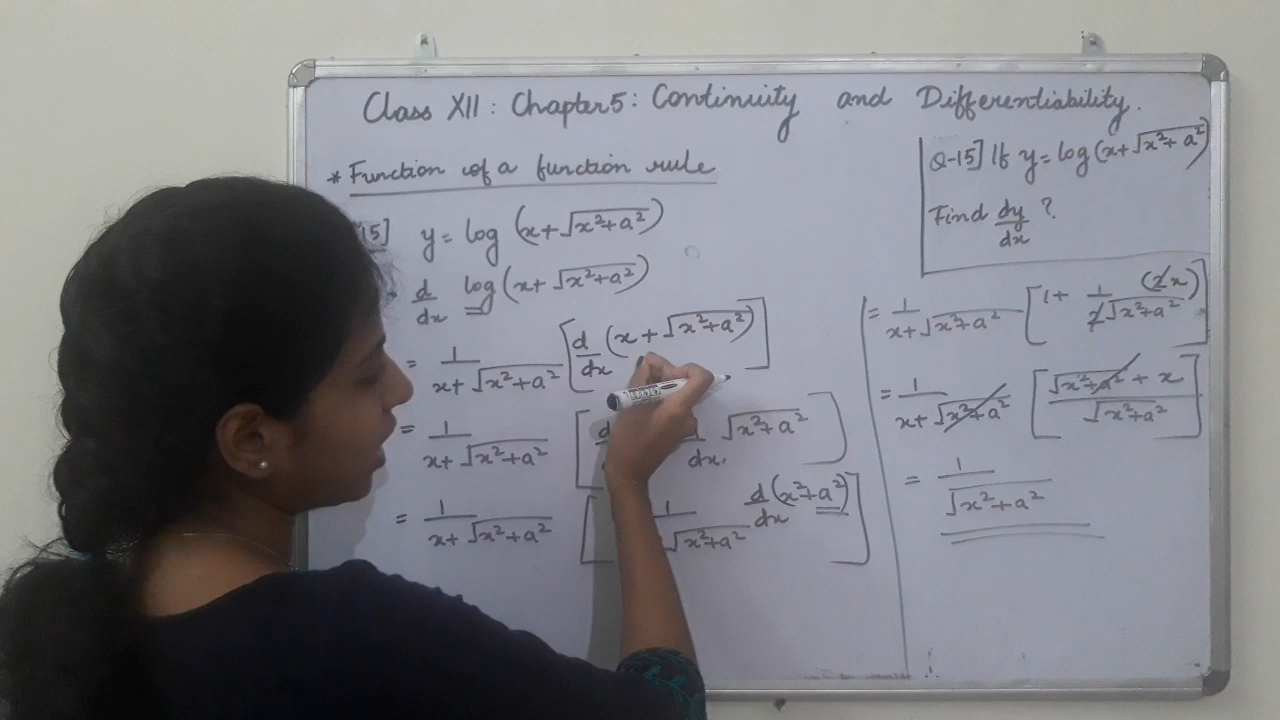 Class XII : Chapter 5 : Continuity and Differentiability.
* Function of a function rule
15] y = log (x + √x²+a²)
d/dx log (x + √x²+a²)
= 1/(x + √x²+a²) [d/dx (x + √x²+a²)]
= 1/(x + √x²+a²) [d dx √x²+a²]
= 1/(x + √x²+a²) [1/√x²+a² d/dx (x²+a²)]
Q-15] If y = log (x + √x²+a²)
Find dy/dx ?
= 1/(x + √x²+a²) [1 + 1/(2√x²+a²) (2x)]
= 1/(x + √x²+a²) [(√x²+a² + x)/√x²+a²]
= 1/√x²+a²